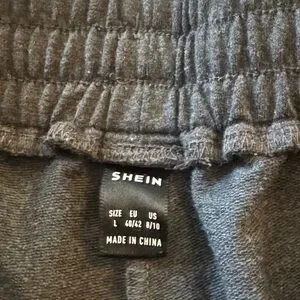 SHEIN
SIZE EU US
L 40/42 8/10
MADE IN CHINA